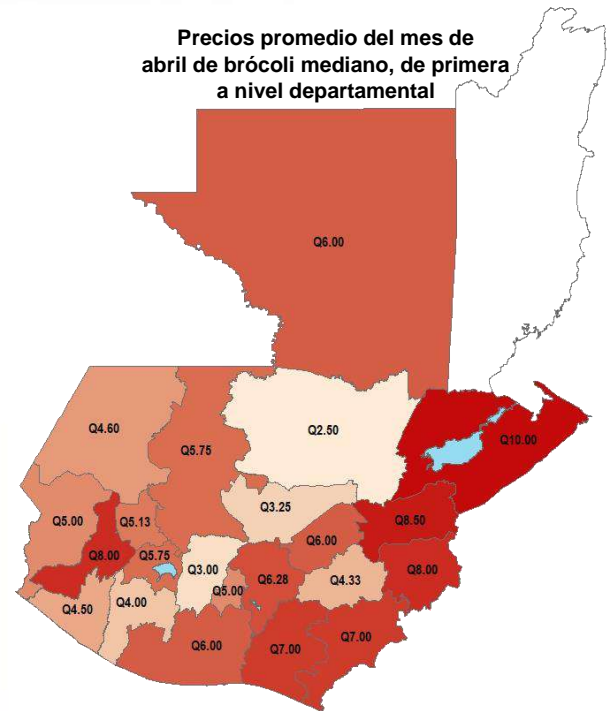 Precios promedio del mes de
abril de brócoli mediano, de primera
a nivel departamental
Q6.00
Q4.60
Q5.75
Q2.50
Q10.00
Q5.00
Q5.13
Q3.25
Q8.50
Q8.00
Q5.75
Q3.00
Q6.00
Q5.00
Q6.28
Q4.33
Q8.00
Q4.50
Q4.00
Q6.00
Q7.00
Q7.00